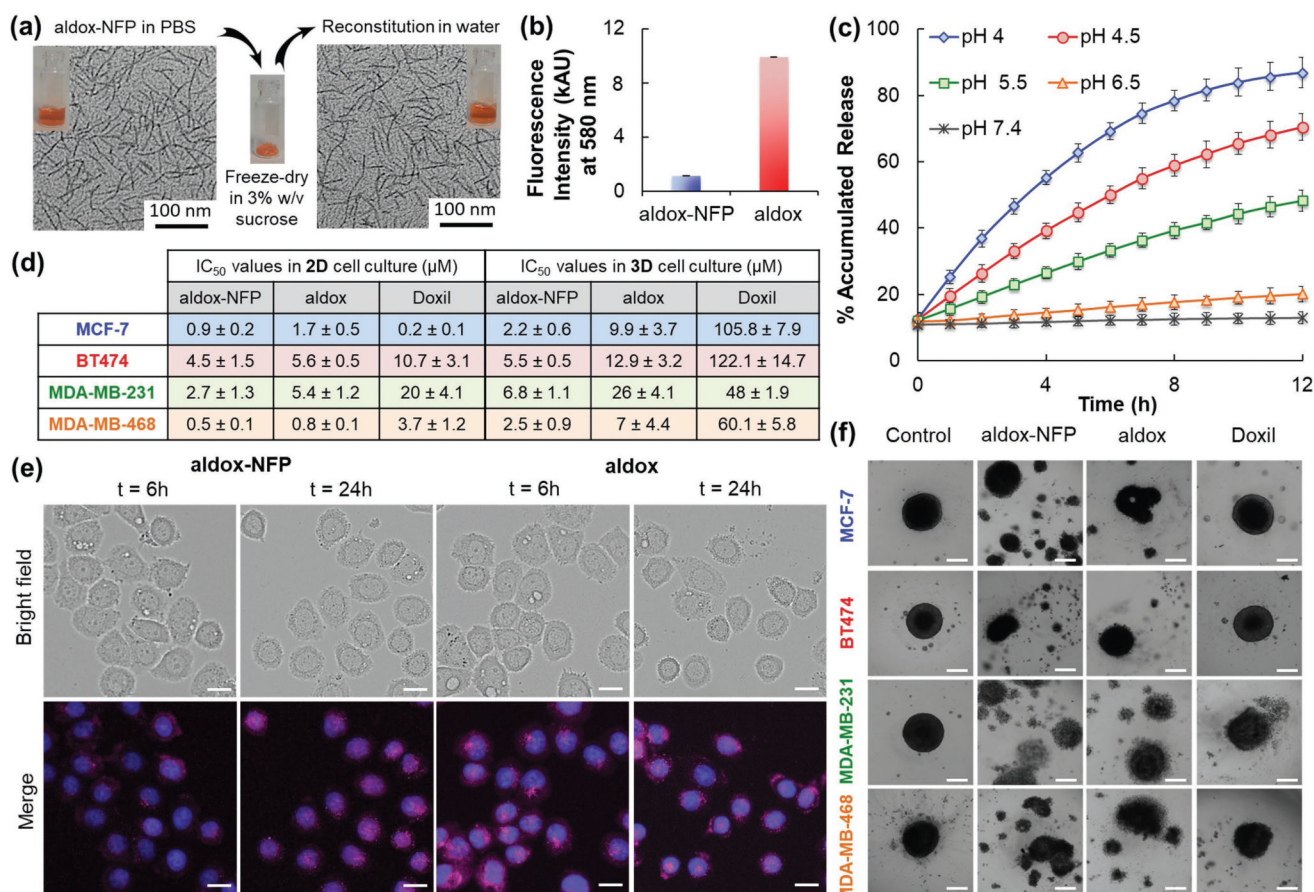 (a)
aldox-NFP in PBS
Reconstitution in water
Freeze-dry
in 3% w/v
sucrose
100 nm
100 nm
(b)
Fluorescence
Intensity (kAU)
at 580 nm
12
6
0
aldox-NFP
aldox
(c)
pH 4
pH 4.5
pH 5.5
pH 6.5
pH 7.4
% Accumulated Release
100
80
60
40
20
0
0
4
8
12
Time (h)
(d)
IC50 values in 2D cell culture (µM)
IC50 values in 3D cell culture (µM)
aldox-NFP aldox Doxil aldox-NFP aldox Doxil
MCF-7 0.9 ± 0.2 1.7 ± 0.5 0.2 ± 0.1 2.2 ± 0.6 9.9 ± 3.7 105.8 ± 7.9
BT474 4.5 ± 1.5 5.6 ± 0.5 10.7 ± 3.1 5.5 ± 0.5 12.9 ± 3.2 122.1 ± 14.7
MDA-MB-231 2.7 ± 1.3 5.4 ± 1.2 20 ± 4.1 6.8 ± 1.1 26 ± 4.1 48 ± 1.9
MDA-MB-468 0.5 ± 0.1 0.8 ± 0.1 3.7 ± 1.2 2.5 ± 0.9 7 ± 4.4 60.1 ± 5.8
(e)
aldox-NFP
aldox
t = 6h
t = 24h
t = 6h
t = 24h
Bright field
Merge
(f)
Control
aldox-NFP
aldox
Doxil
MCF-7
BT474
MDA-MB-231
MDA-MB-468